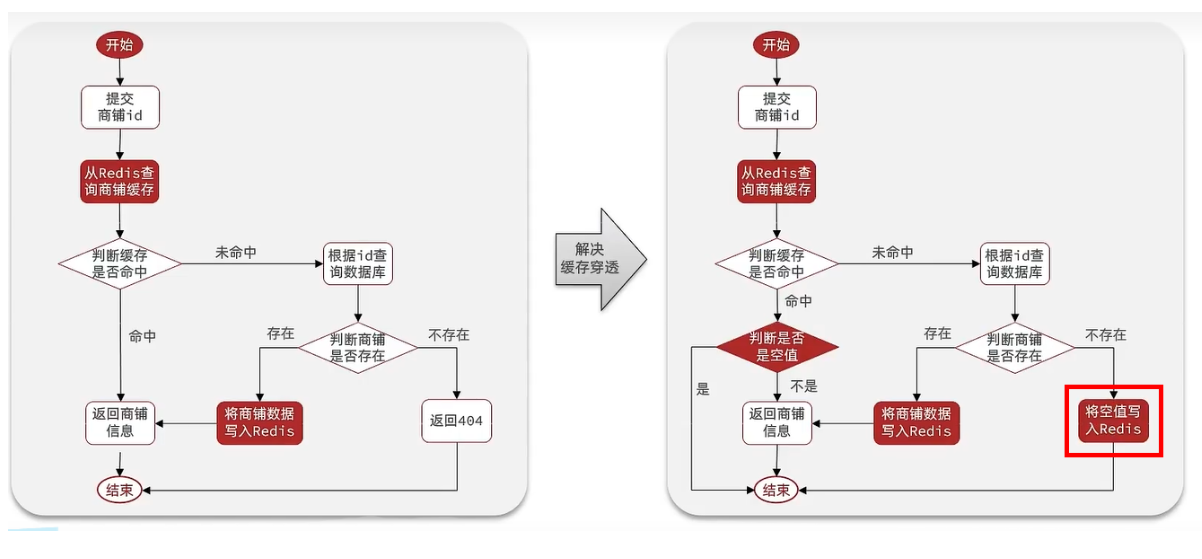 开始
提交
商铺id
从Redis查
询商铺缓存
判断缓存
是否命中
未命中
根据id查
询数据库
命中
存在
判断商铺
是否存在
不存在
返回商铺
信息
将商铺数据
写入Redis
返回404
结束
解决
缓存穿透
开始
提交
商铺id
从Redis查
询商铺缓存
判断缓存
是否命中
未命中
根据id查
询数据库
命中
判断是否
是空值
是
不是
存在
判断商铺
是否存在
不存在
返回商铺
信息
将商铺数据
写入Redis
将空值写
入Redis
结束